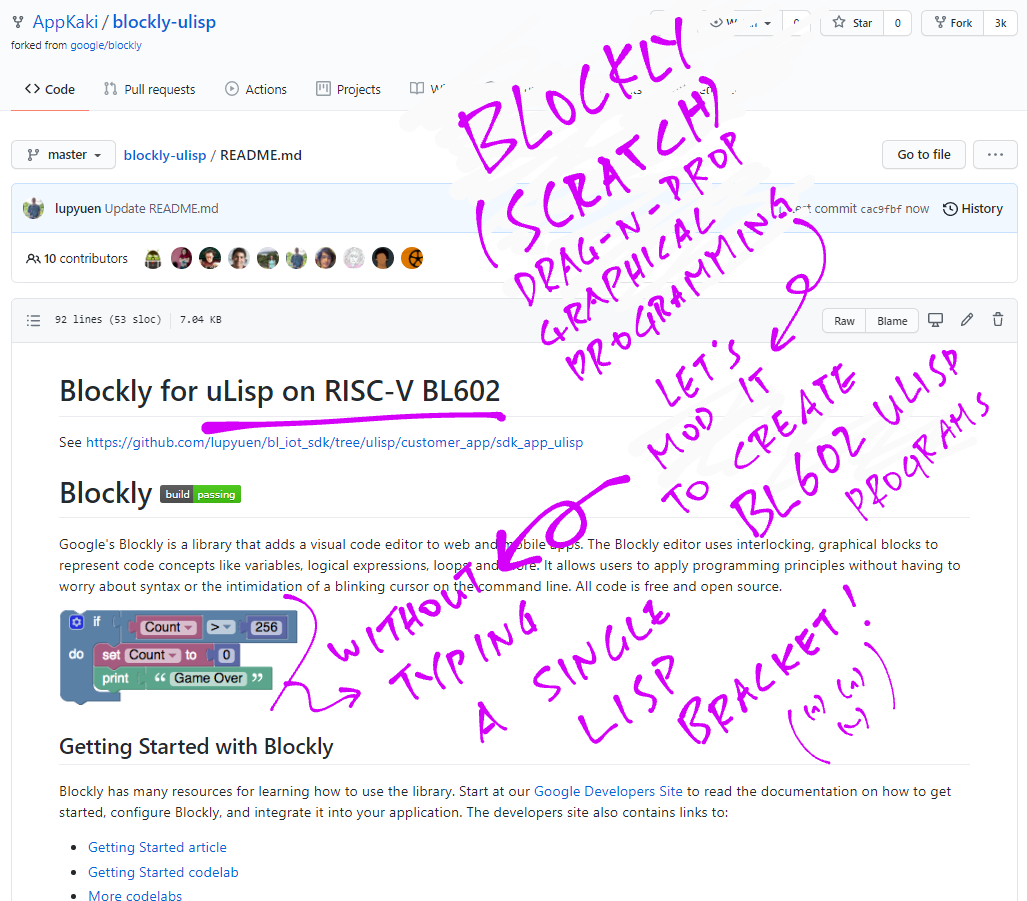 AppKaki / blockly-ulisp
forked from google/blockly
Star 0
Fork 3k
Code
Pull requests
Actions
Projects
master
blockly-ulisp / README.md
Go to file
lupyuen Update README.md
commit cac9fbf now
History
10 contributors
92 lines (53 sloc)
7.04 KB
Raw
Blame
BLOCKLY
(SCRATCH)
DRAG-N-DROP
GRAPHICAL
PROGRAMMING
LET'S
MOD IT
TO CREATE
BL602 ULISP
PROGRAMS
Blockly for uLisp on RISC-V BL602
See https://github.com/lupyuen/bl_iot_sdk/tree/ulisp/customer_app/sdk_app_ulisp
Blockly build passing
Google's Blockly is a library that adds a visual code editor to web and mobile apps. The Blockly editor uses interlocking, graphical blocks to
represent code concepts like variables, logical expressions, loops, and more. It allows users to apply programming principles without having to
worry about syntax or the intimidation of a blinking cursor on the command line. All code is free and open source.
if Count > 256
do set Count to 0
print “ Game Over ”
WITHOUT
TYPING
A SINGLE
LISP
BRACKET!
Getting Started with Blockly
Blockly has many resources for learning how to use the library. Start at our Google Developers Site to read the documentation on how to get
started, configure Blockly, and integrate it into your application. The developers site also contains links to:
• Getting Started article
• Getting Started codelab
• More codelabs